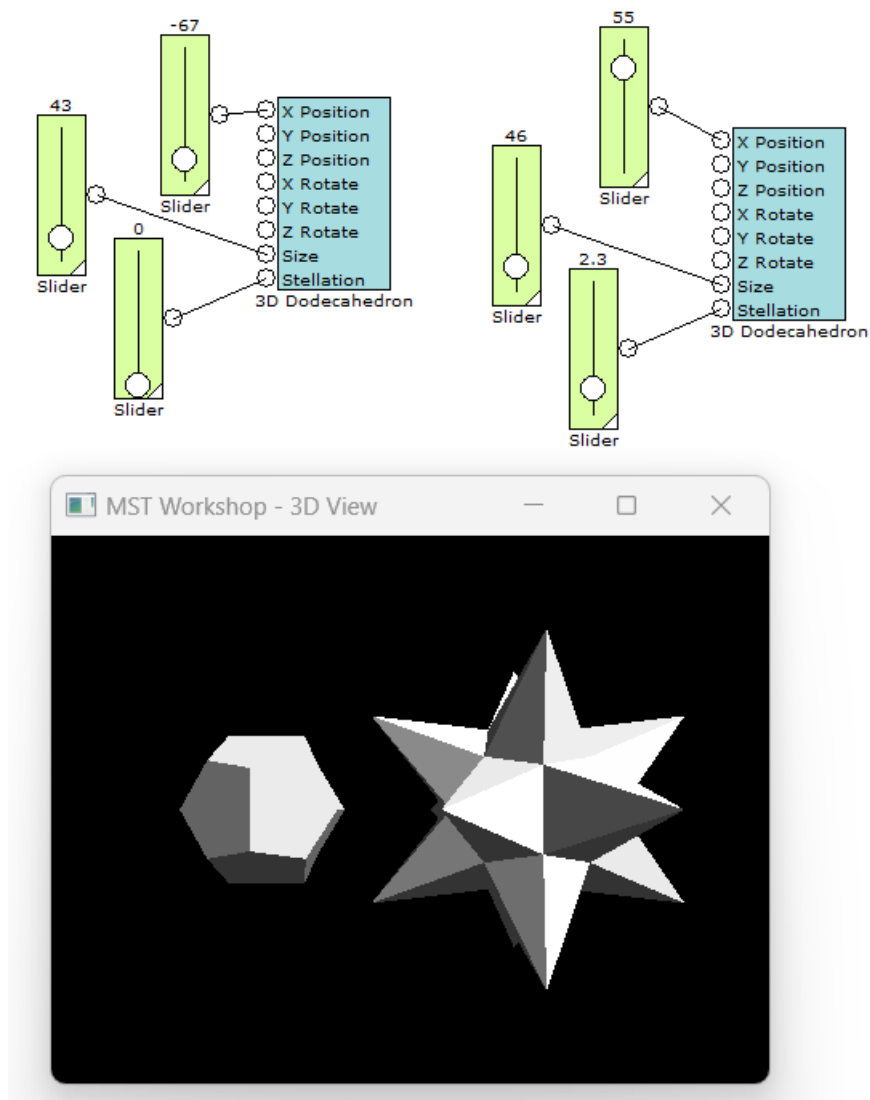 -67
43
0
Slider
Slider
Slider
X Position
Y Position
Z Position
X Rotate
Y Rotate
Z Rotate
Size
Stellation
3D Dodecahedron
55
46
2.3
Slider
Slider
Slider
X Position
Y Position
Z Position
X Rotate
Y Rotate
Z Rotate
Size
Stellation
3D Dodecahedron
MST Workshop - 3D View